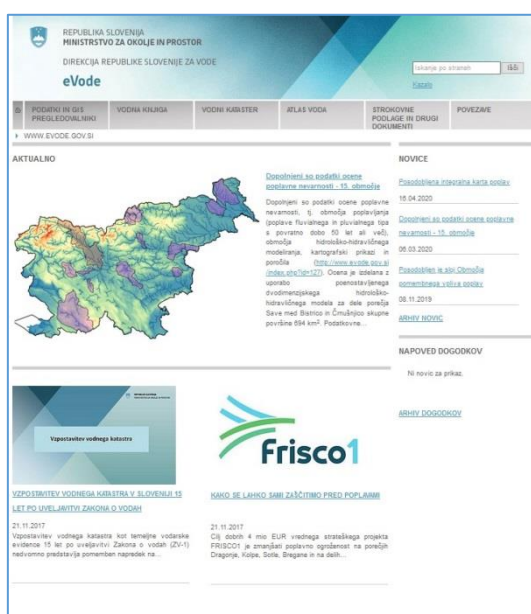 REPUBLIKA SLOVENIJA
MINISTRSTVO ZA OKOLJE IN PROSTOR
DIREKCIJA REPUBLIKE SLOVENIJE ZA VODE
eVode
Iskanje po straneh
Išči
Kazalo
PODATKI IN GIS PREGLEDOVALNIKI
VODNA KNJIGA
VODNI KATASTER
ATLAS VODA
STROKOVNE PODLAGE IN DRUGI DOKUMENTI
POVEZAVE
WWW.EVODE.GOV.SI
AKTUALNO
Dopolnjeni so podatki ocene
poplavne nevarnosti - 15. območje
Dopolnjeni so podatki ocene poplavne
nevarnosti, tj. območja poplavljanja
(poplave fluvialnega in pluvialnega tipa
s povratno dobo 50 let ali več),
območja hidrološko-hidravličnega
modeliranja, kartografski prikazi in
poročila (http://www.evode.gov.si
/index.php?id=127). Ocena je izdelana z
uporabo poenostavljenega
dvodimenzijskega hidrološko-
hidravličnega modela za dele porečja
Save med Bistrico in Črnušnjico skupne
površine 694 km². Podatkovne...
NOVICE
Posodobljena integralna karta poplav
16.04.2020
Dopolnjeni so podatki ocene poplavne
nevarnosti - 15. območje
06.03.2020
Posodobljen je sloj Območja
pomembnega vpliva poplav
08.11.2019
ARHIV NOVIC
NAPOVED DOGODKOV
Ni novic za prikaz.
ARHIV DOGODKOV
Vzpostavitev vodnega katastra
VZPOSTAVITEV VODNEGA KATASTRA V SLOVENIJI 15
LET PO UVELJAVITVI ZAKONA O VODAH
21.11.2017
Vzpostavitev vodnega katastra kot temeljne vodarske
evidence 15 let po uveljavitvi Zakona o vodah (ZV-1)
nedvomno predstavlja pomemben napredek na...
Frisco1
KAKO SE LAHKO SAMI ZAŠČITIMO PRED POPLAVAMI
21.11.2017
Cilj dobrih 4 mio EUR vrednega strateškega projekta
FRISCO1 je zmanjšati poplavno ogroženost na porečjih
Dragonje, Kolpe, Sotle, Bregane in na delih...